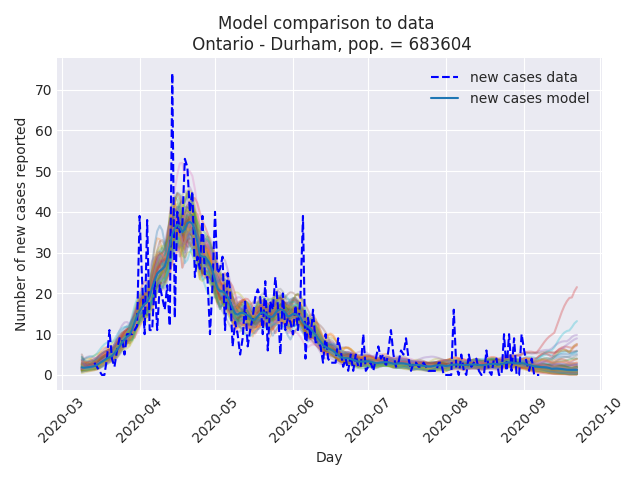 Model comparison to data
Ontario - Durham, pop. = 683604
new cases data
new cases model
Number of new cases reported
70
60
50
40
30
20
10
0
2020-03
2020-04
2020-05
2020-06
2020-07
2020-08
2020-09
2020-10
Day